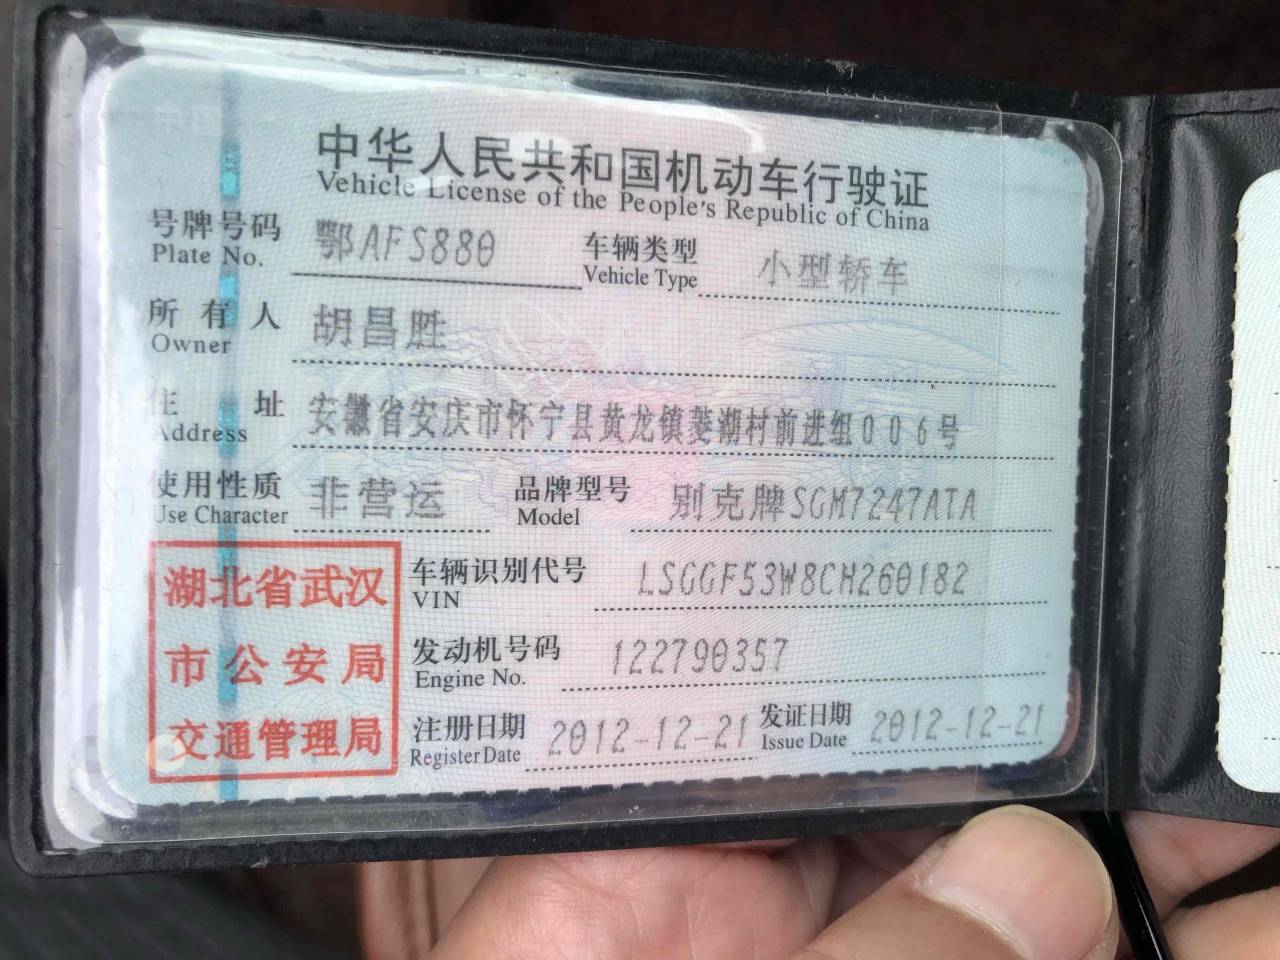 中华人民共和国机动车行驶证
Vehicle License of the People's Republic of China
号牌号码 鄂AFS880 车辆类型 小型轿车
Plate No. Vehicle Type
所有人 胡昌胜
Owner
住址 安徽省安庆市怀宁县黄龙镇菱湖村前进组006号
Address
使用性质 非营运 品牌型号 别克牌SGM7247ATA
Use Character Model
湖北省武汉
市公安局
交通管理局
车辆识别代号 LSGGF53W8CH260182
VIN
发动机号码 122790357
Engine No.
注册日期 2012-12-21 发证日期 2012-12-21
Register Date Issue Date